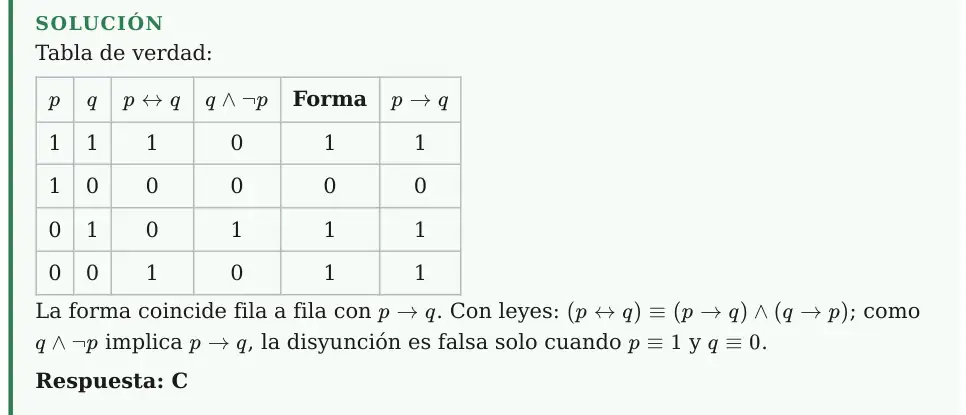 SOLUCIÓN
Tabla de verdad:
p q p ↔ q q ∧ ¬p Forma p → q
1 1 1 0 1 1
1 0 0 0 0 0
0 1 0 1 1 1
0 0 1 0 1 1
La forma coincide fila a fila con p → q. Con leyes: (p ↔ q) ≡ (p → q) ∧ (q → p); como
q ∧ ¬p implica p → q, la disyunción es falsa solo cuando p ≡ 1 y q ≡ 0.
Respuesta: C